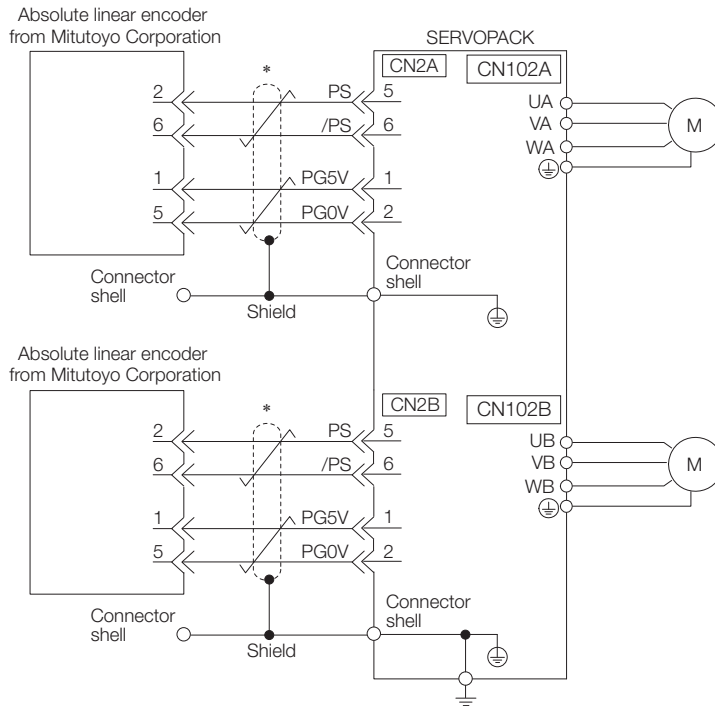 Absolute linear encoder
from Mitutoyo Corporation
SERVOPACK
* CN2A CN102A
2 PS 5
6 /PS 6
1 PG5V 1
5 PG0V 2
UA
VA
WA
M
Connector
shell
Shield
Connector
shell
Absolute linear encoder
from Mitutoyo Corporation
* CN2B CN102B
2 PS 5
6 /PS 6
1 PG5V 1
5 PG0V 2
UB
VB
WB
M
Connector
shell
Shield
Connector
shell